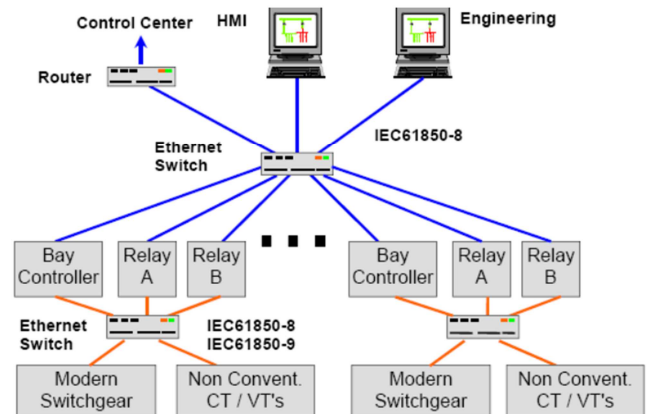 Control Center
HMI
Engineering
Router
IEC61850-8
Ethernet
Switch
Bay
Controller
Relay
A
Relay
B
Bay
Controller
Relay
A
Relay
B
Ethernet
Switch
IEC61850-8
IEC61850-9
Modern
Switchgear
Non Convent.
CT / VT's
Modern
Switchgear
Non Convent.
CT / VT's